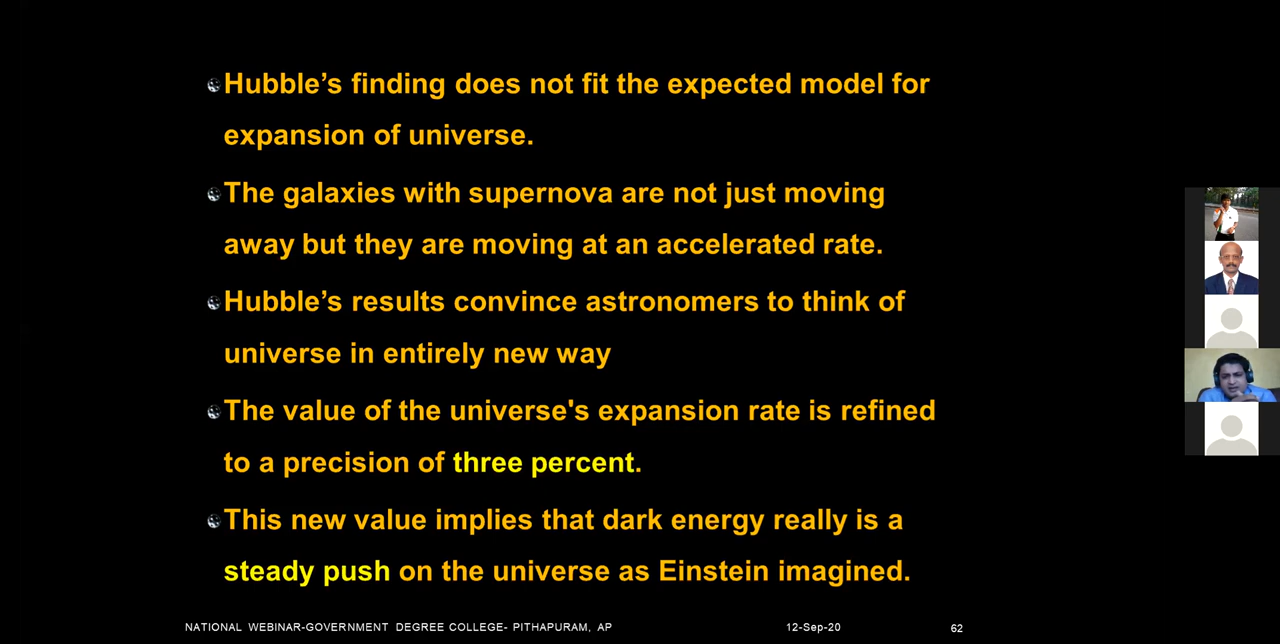 Hubble’s finding does not fit the expected model for
expansion of universe.
The galaxies with supernova are not just moving
away but they are moving at an accelerated rate.
Hubble’s results convince astronomers to think of
universe in entirely new way
The value of the universe's expansion rate is refined
to a precision of three percent.
This new value implies that dark energy really is a
steady push on the universe as Einstein imagined.
NATIONAL WEBINAR-GOVERNMENT DEGREE COLLEGE- PITHAPURAM, AP 12-Sep-20 62